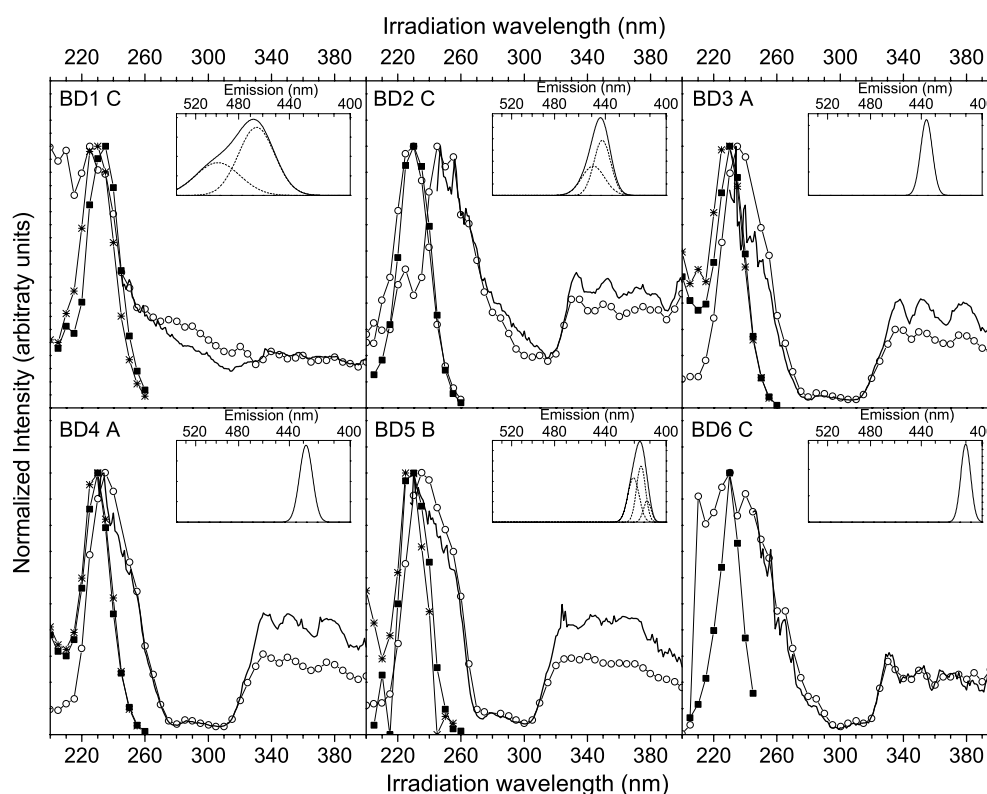 Irradiation wavelength (nm)
220 260 300 340 380 220 260 300 340 380 220 260 300 340 380
Normalized Intensity (arbitraty units)
BD1 C
Emission (nm)
520 480 440 400
BD2 C
Emission (nm)
520 480 440 400
BD3 A
Emission (nm)
520 480 440 400
BD4 A
Emission (nm)
520 480 440 400
BD5 B
Emission (nm)
520 480 440 400
BD6 C
Emission (nm)
520 480 440 400
220 260 300 340 380 220 260 300 340 380 220 260 300 340 380
Irradiation wavelength (nm)